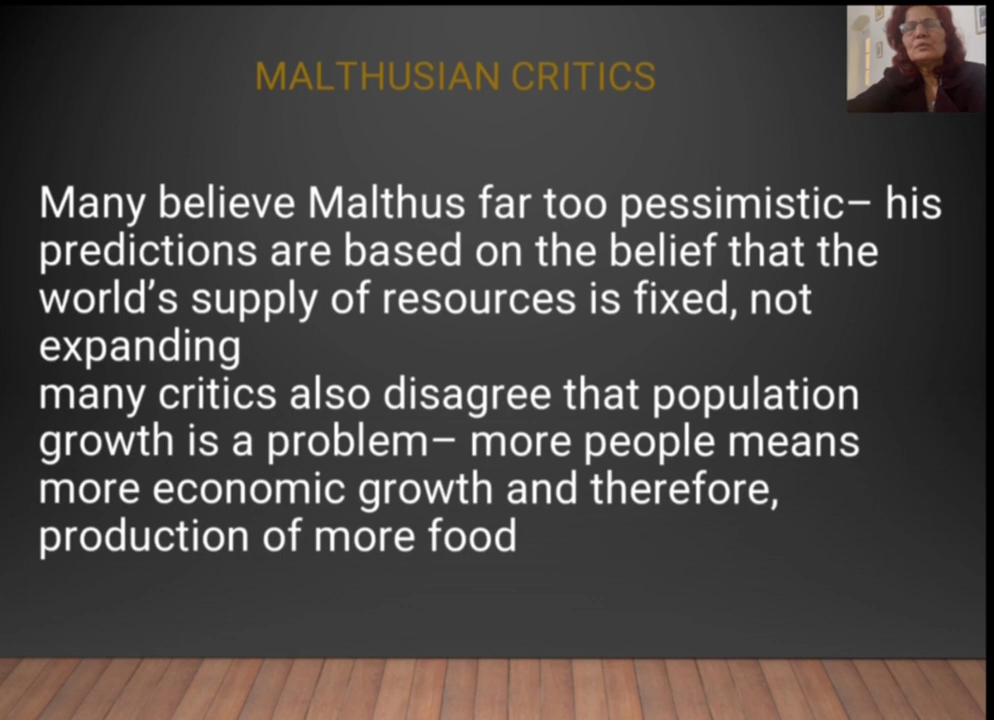 MALTHUSIAN CRITICS
Many believe Malthus far too pessimistic– his
predictions are based on the belief that the
world's supply of resources is fixed, not
expanding
many critics also disagree that population
growth is a problem– more people means
more economic growth and therefore,
production of more food